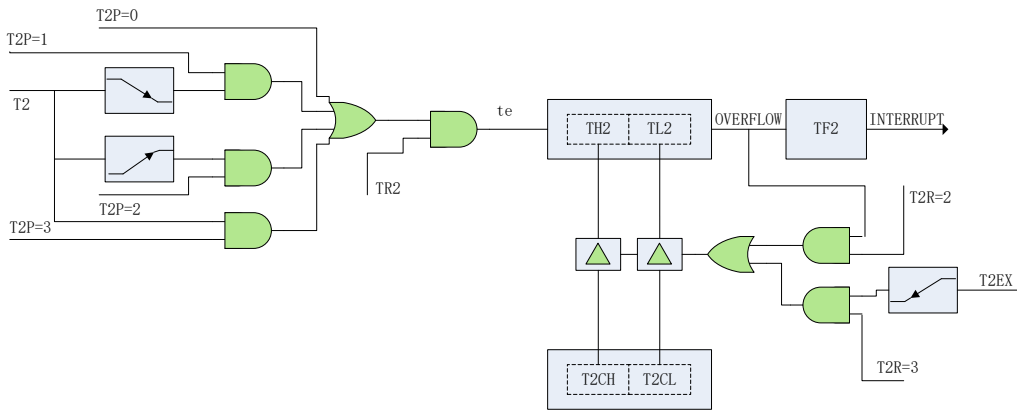 T2P=0
T2P=1
T2
T2P=2
T2P=3
TR2
te
TH2 TL2
OVERFLOW
TF2
INTERRUPT
T2R=2
T2EX
T2R=3
T2CH T2CL